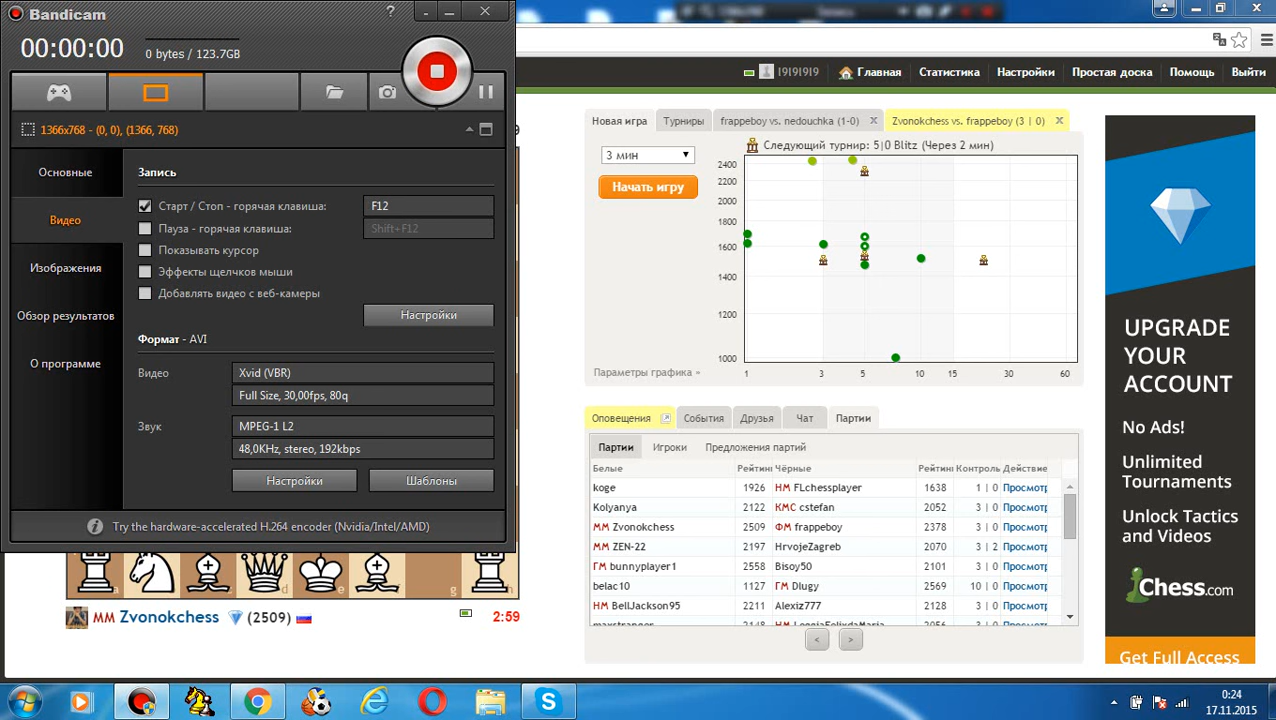 Bandicam
?
00:00:00
0 bytes / 123.7GB
1366x768 - (0, 0), (1366, 768)
Основные
Видео
Изображения
Обзор результатов
О программе
Запись
Старт / Стоп - горячая клавиша:
F12
Пауза - горячая клавиша:
Shift+F12
Показывать курсор
Эффекты щелчков мыши
Добавлять видео с веб-камеры
Настройки
Формат - AVI
Видео
Xvid (VBR)
Full Size, 30,00fps, 80q
Звук
MPEG-1 L2
48,0KHz, stereo, 192kbps
Настройки
Шаблоны
Try the hardware-accelerated H.264 encoder (Nvidia/Intel/AMD)
a d e g
MM Zvonokchess (2509)
2:59
19191919 Главная Статистика Настройки Простая доска Помощь Выйти
Новая игра Турниры frappeboy vs. nedouchka (1-0) x Zvonokchess vs. frappeboy (3 | 0) x
3 мин
Начать игру
Следующий турнир: 5|0 Blitz (Через 2 мин)
2400
2200
2000
1800
1600
1400
1200
1000
1 3 5 10 15 30 60
Параметры графика
Оповещения События Друзья Чат Партии
Партии Игроки Предложения партий
Белые Рейтинг Чёрные Рейтинг Контроль Действие
koge 1926 НМ FLchessplayer 1638 1 | 0 Просмотр
Kolyanya 2122 КМС cstefan 2052 3 | 0 Просмотр
ММ Zvonokchess 2509 ФМ frappeboy 2378 3 | 0 Просмотр
ММ ZEN-22 2197 HrvojeZagreb 2070 3 | 2 Просмотр
ГМ bunnyplayer1 2558 Bisoy50 2101 3 | 0 Просмотр
belac10 1127 ГМ Dlugy 2569 10 | 0 Просмотр
НМ BellJackson95 2211 Alexiz777 2128 3 | 0 Просмотр
< >
UPGRADE
YOUR
ACCOUNT
No Ads!
Unlimited
Tournaments
Unlock Tactics
and Videos
Chess.com
Get Full Access
0:24
17.11.2015